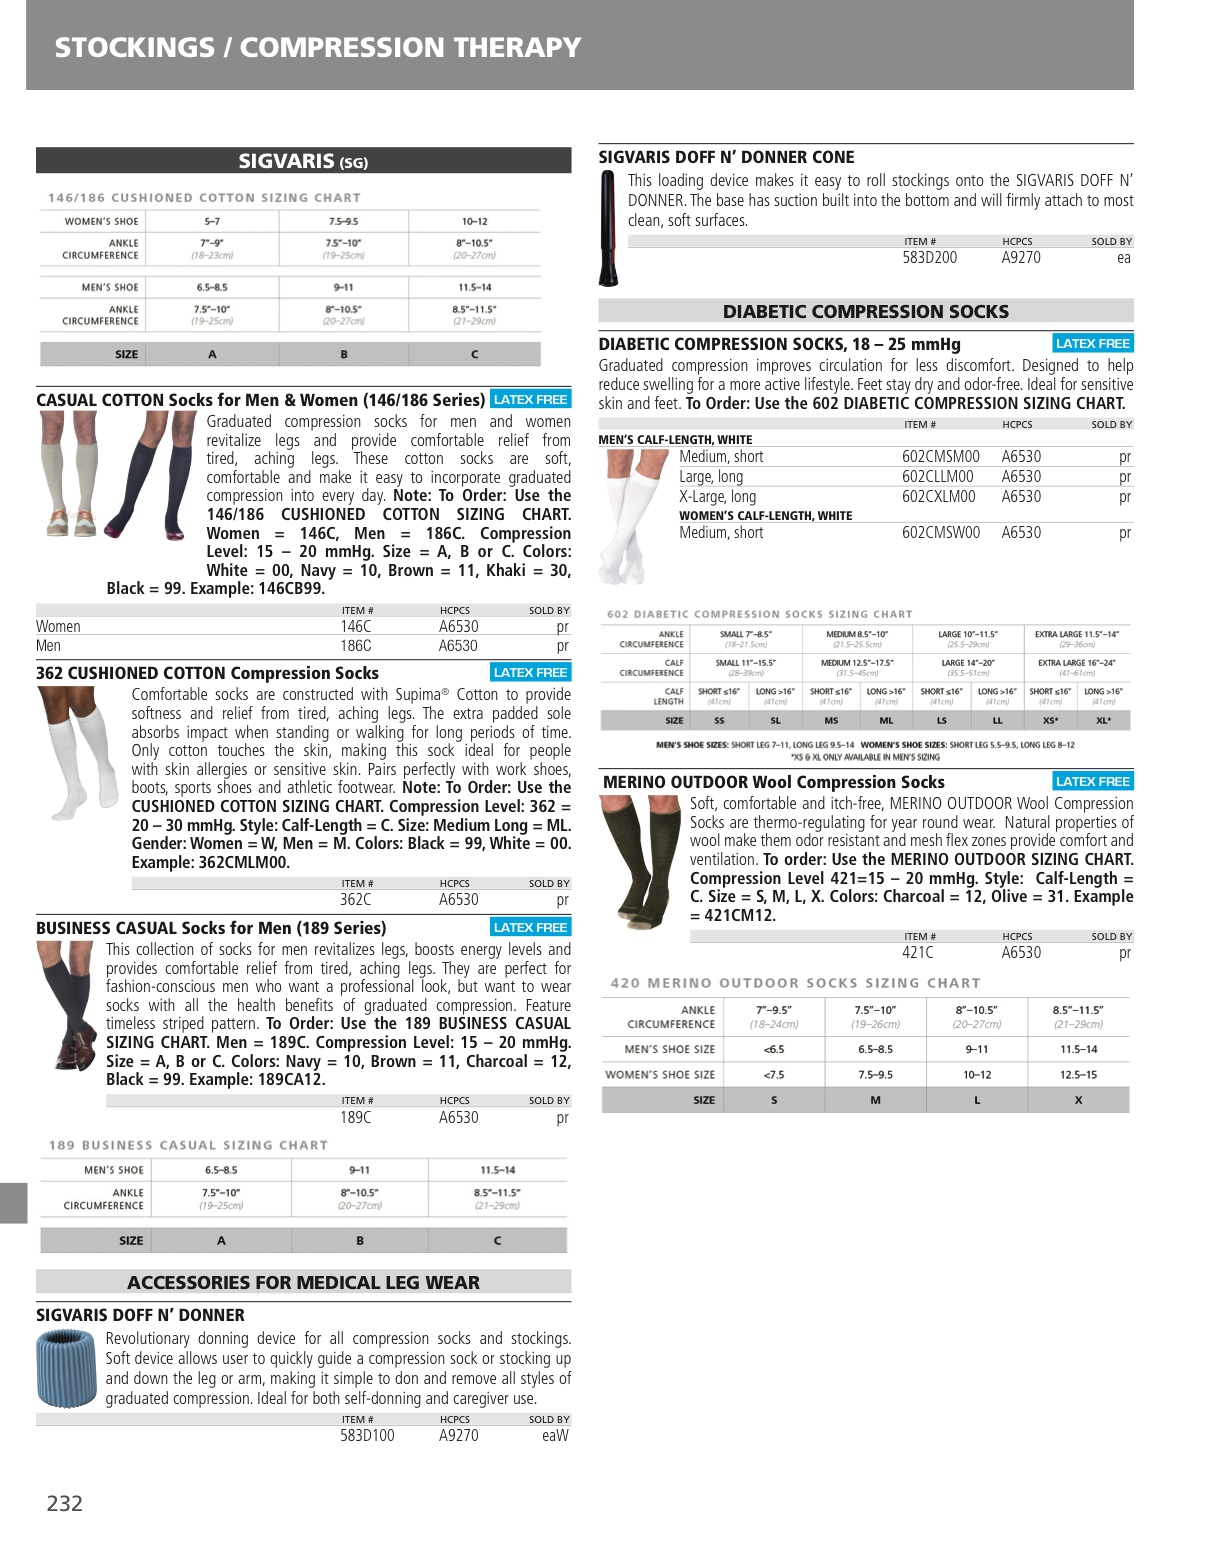 STOCKINGS / COMPRESSION THERAPY
SIGVARIS (SG)
146/186 CUSHIONED COTTON SIZING CHART
WOMEN'S SHOE 5–7 7.5–9.5 10–12
ANKLE CIRCUMFERENCE 7"–9" 7.5"–10" 8"–10.5"
(18–23cm) (19–25cm) (20–27cm)
MEN'S SHOE 6.5–8.5 9–11 11.5–14
ANKLE CIRCUMFERENCE 7.5"–10" 8"–10.5" 8.5"–11.5"
(19–25cm) (20–27cm) (21–29cm)
SIZE A B C
CASUAL COTTON Socks for Men & Women (146/186 Series) LATEX FREE
Graduated compression socks for men and women
revitalize legs and provide comfortable relief from
tired, aching legs. These cotton socks are soft,
comfortable and make it easy to incorporate graduated
compression into every day. Note: To Order: Use the
146/186 CUSHIONED COTTON SIZING CHART.
Women = 146C, Men = 186C. Compression
Level: 15 – 20 mmHg. Size = A, B or C. Colors:
White = 00, Navy = 10, Brown = 11, Khaki = 30,
Black = 99. Example: 146CB99.
ITEM # HCPCS SOLD BY
Women 146C A6530 pr
Men 186C A6530 pr
362 CUSHIONED COTTON Compression Socks LATEX FREE
Comfortable socks are constructed with Supima® Cotton to provide
softness and relief from tired, aching legs. The extra padded sole
absorbs impact when standing or walking for long periods of time.
Only cotton touches the skin, making this sock ideal for people
with skin allergies or sensitive skin. Pairs perfectly with work shoes,
boots, sports shoes and athletic footwear. Note: To Order: Use the
CUSHIONED COTTON SIZING CHART. Compression Level: 362 =
20 – 30 mmHg. Style: Calf-Length = C. Size: Medium Long = ML.
Gender: Women = W, Men = M. Colors: Black = 99, White = 00.
Example: 362CMLM00.
ITEM # HCPCS SOLD BY
362C A6530 pr
BUSINESS CASUAL Socks for Men (189 Series) LATEX FREE
This collection of socks for men revitalizes legs, boosts energy levels and
provides comfortable relief from tired, aching legs. They are perfect for
fashion-conscious men who want a professional look, but want to wear
socks with all the health benefits of graduated compression. Feature
timeless striped pattern. To Order: Use the 189 BUSINESS CASUAL
SIZING CHART. Men = 189C. Compression Level: 15 – 20 mmHg.
Size = A, B or C. Colors: Navy = 10, Brown = 11, Charcoal = 12,
Black = 99. Example: 189CA12.
ITEM # HCPCS SOLD BY
189C A6530 pr
189 BUSINESS CASUAL SIZING CHART
MEN'S SHOE 6.5–8.5 9–11 11.5–14
ANKLE CIRCUMFERENCE 7.5"–10" 8"–10.5" 8.5"–11.5"
(19–25cm) (20–27cm) (21–29cm)
SIZE A B C
ACCESSORIES FOR MEDICAL LEG WEAR
SIGVARIS DOFF N' DONNER
Revolutionary donning device for all compression socks and stockings.
Soft device allows user to quickly guide a compression sock or stocking up
and down the leg or arm, making it simple to don and remove all styles of
graduated compression. Ideal for both self-donning and caregiver use.
ITEM # HCPCS SOLD BY
583D100 A9270 eaW
232
SIGVARIS DOFF N' DONNER CONE
This loading device makes it easy to roll stockings onto the SIGVARIS DOFF N'
DONNER. The base has suction built into the bottom and will firmly attach to most
clean, soft surfaces.
ITEM # HCPCS SOLD BY
583D200 A9270 ea
DIABETIC COMPRESSION SOCKS
DIABETIC COMPRESSION SOCKS, 18 – 25 mmHg LATEX FREE
Graduated compression improves circulation for less discomfort. Designed to help
reduce swelling for a more active lifestyle. Feet stay dry and odor-free. Ideal for sensitive
skin and feet. To Order: Use the 602 DIABETIC COMPRESSION SIZING CHART.
ITEM # HCPCS SOLD BY
MEN'S CALF-LENGTH, WHITE
Medium, short 602CMSM00 A6530 pr
Large, long 602CLLM00 A6530 pr
X-Large, long 602CXLM00 A6530 pr
WOMEN'S CALF-LENGTH, WHITE
Medium, short 602CMSW00 A6530 pr
602 DIABETIC COMPRESSION SOCKS SIZING CHART
ANKLE CIRCUMFERENCE SMALL 7"–8.5" MEDIUM 8.5"–10" LARGE 10"–11.5" EXTRA LARGE 11.5"–14"
(18–21.5cm) (21.5–25.5cm) (25.5–29cm) (29–36cm)
CALF CIRCUMFERENCE SMALL 11"–15.5" MEDIUM 12.5"–17.5" LARGE 14"–20" EXTRA LARGE 16"–24"
(28–39cm) (31.5–45cm) (35.5–51cm) (41–61cm)
CALF LENGTH SHORT ≤16" LONG >16" SHORT ≤16" LONG >16" SHORT ≤16" LONG >16" SHORT ≤16" LONG >16"
(41cm) (41cm) (41cm) (41cm) (41cm) (41cm) (41cm) (41cm)
SIZE SS SL MS ML LS LL XS* XL*
MEN'S SHOE SIZES: SHORT LEG 7–11, LONG LEG 9.5–14 WOMEN'S SHOE SIZES: SHORT LEG 5.5–9.5, LONG LEG 8–12
*XS & XL ONLY AVAILABLE IN MEN'S SIZING
MERINO OUTDOOR Wool Compression Socks LATEX FREE
Soft, comfortable and itch-free, MERINO OUTDOOR Wool Compression
Socks are thermo-regulating for year round wear. Natural properties of
wool make them odor resistant and mesh flex zones provide comfort and
ventilation. To order: Use the MERINO OUTDOOR SIZING CHART.
Compression Level 421=15 – 20 mmHg. Style: Calf-Length =
C. Size = S, M, L, X. Colors: Charcoal = 12, Olive = 31. Example
= 421CM12.
ITEM # HCPCS SOLD BY
421C A6530 pr
420 MERINO OUTDOOR SOCKS SIZING CHART
ANKLE CIRCUMFERENCE 7"–9.5" 7.5"–10" 8"–10.5" 8.5"–11.5"
(18–24cm) (19–26cm) (20–27cm) (21–29cm)
MEN'S SHOE SIZE <6.5 6.5–8.5 9–11 11.5–14
WOMEN'S SHOE SIZE <7.5 7.5–9.5 10–12 12.5–15
SIZE S M L X